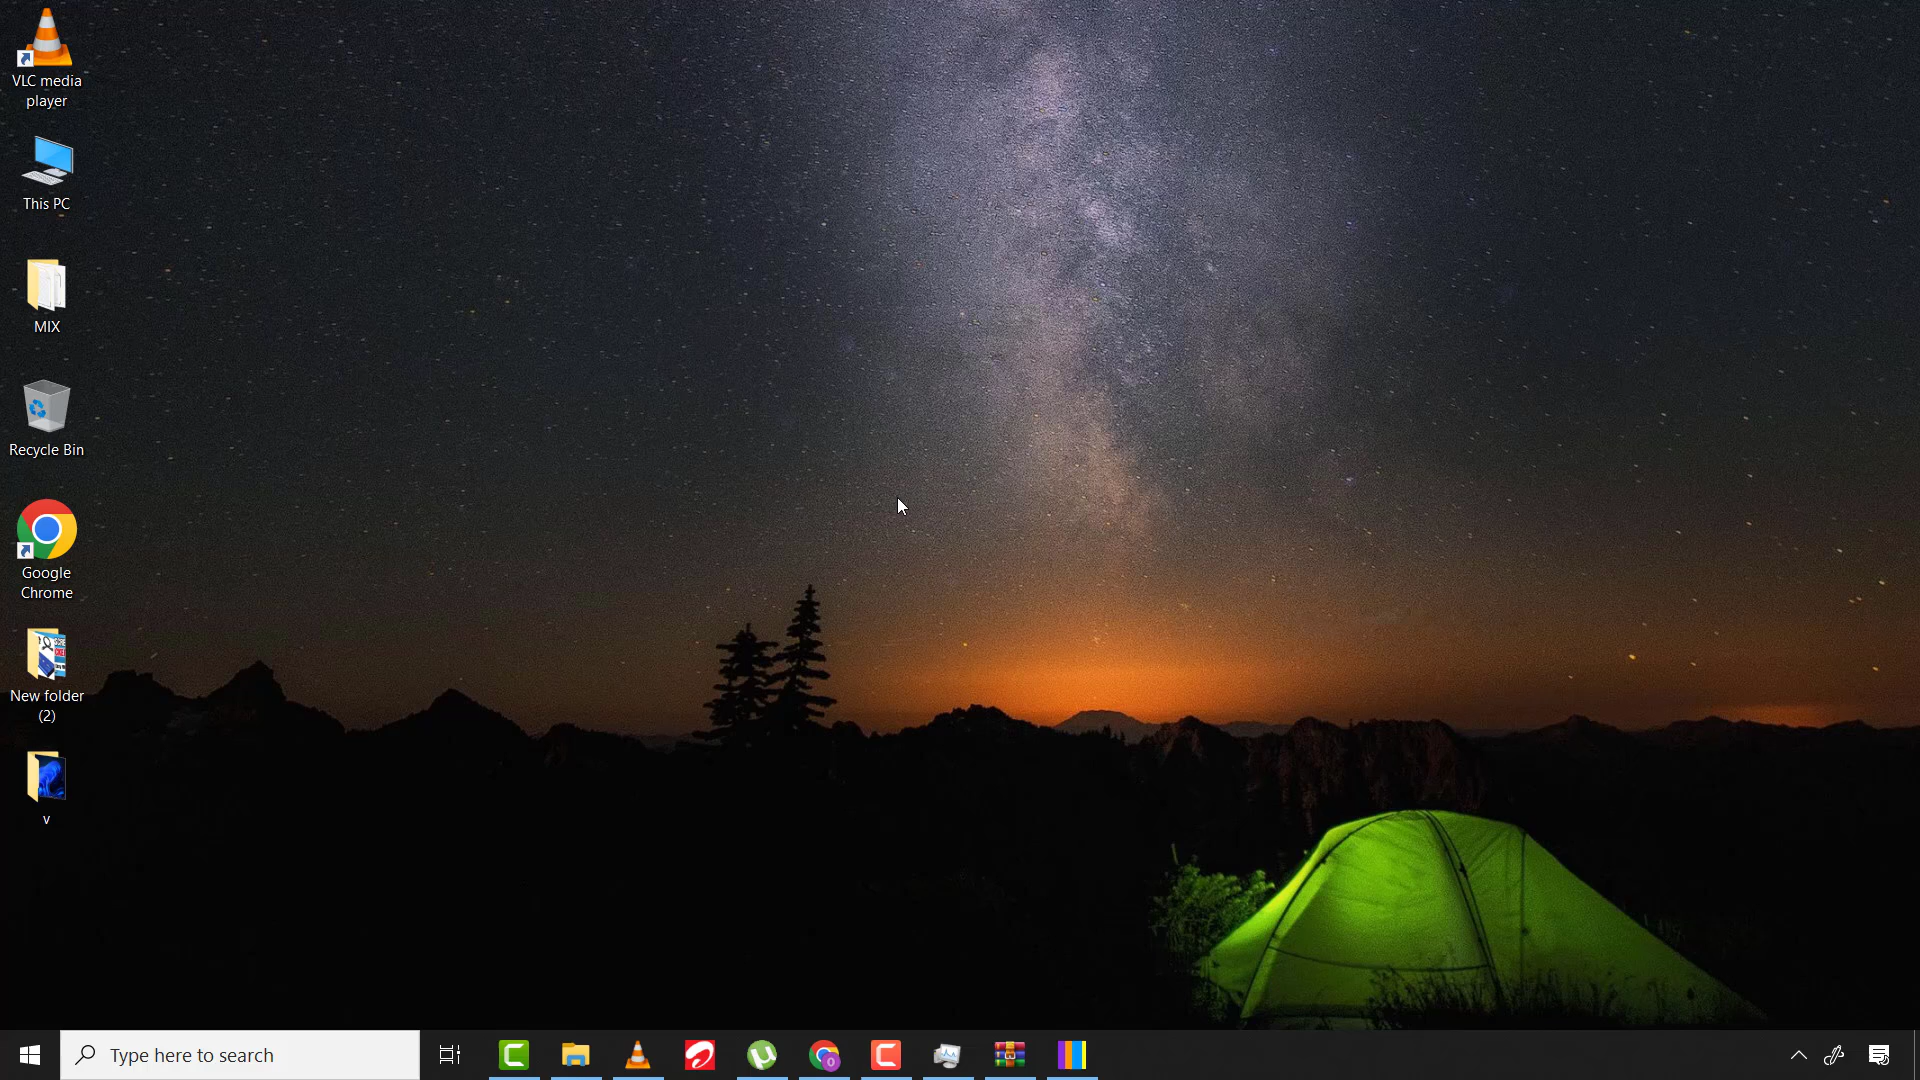 VLC media
player
This PC
MIX
Recycle Bin
Google
Chrome
New folder
(2)
v
Type here to search